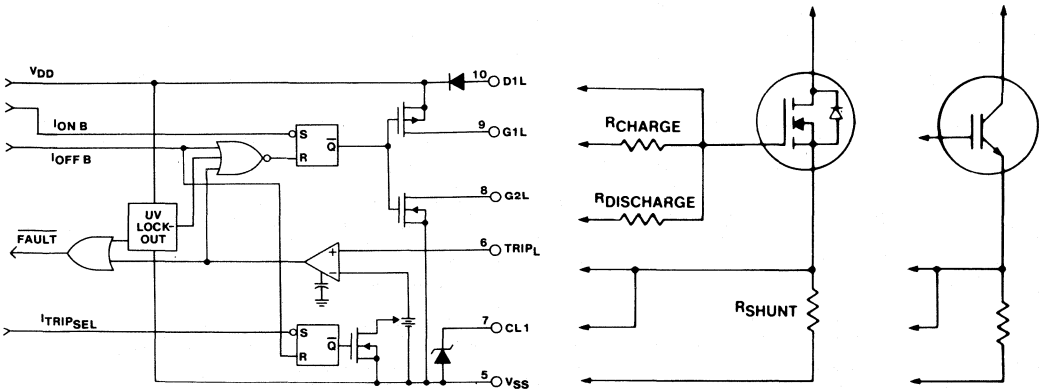 VDD
10 D1L
ION B
S
Q
R
9 G1L
IOFF B
RCHARGE
8 G2L
RDISCHARGE
UV
LOCK-
OUT
FAULT
+
6 TRIPL
−
ITRIPSEL
S
Q
R
7 CL1
RSHUNT
5 VSS